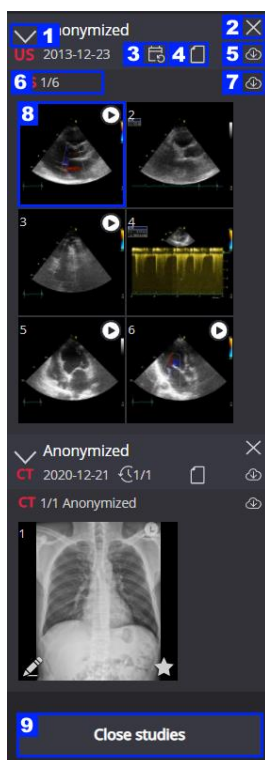 1 nonymized 2
US 2013-12-23 3 4 5
6 S 1/6 7
8 2
3 4
5 6
Anonymized
CT 2020-12-21 1/1
CT 1/1 Anonymized
1
9 Close studies